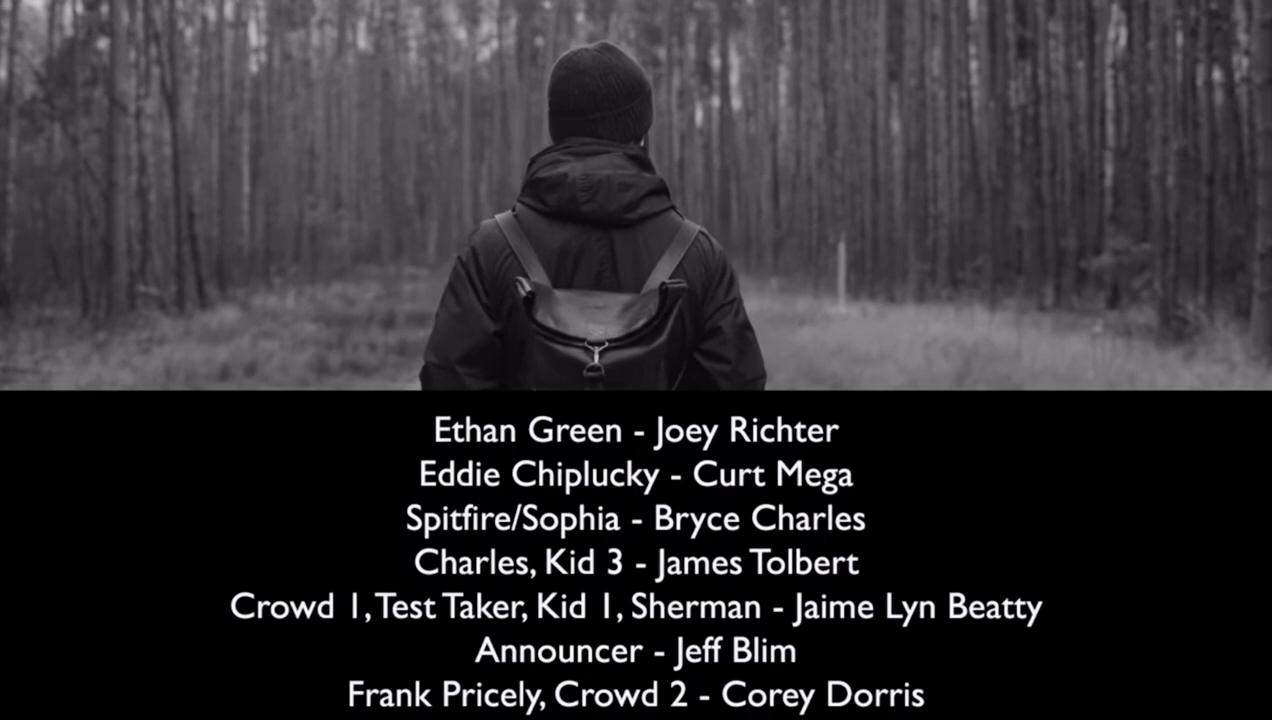 Ethan Green - Joey Richter
Eddie Chiplucky - Curt Mega
Spitfire/Sophia - Bryce Charles
Charles, Kid 3 - James Tolbert
Crowd 1, Test Taker, Kid 1, Sherman - Jaime Lyn Beatty
Announcer - Jeff Blim
Frank Pricely, Crowd 2 - Corey Dorris